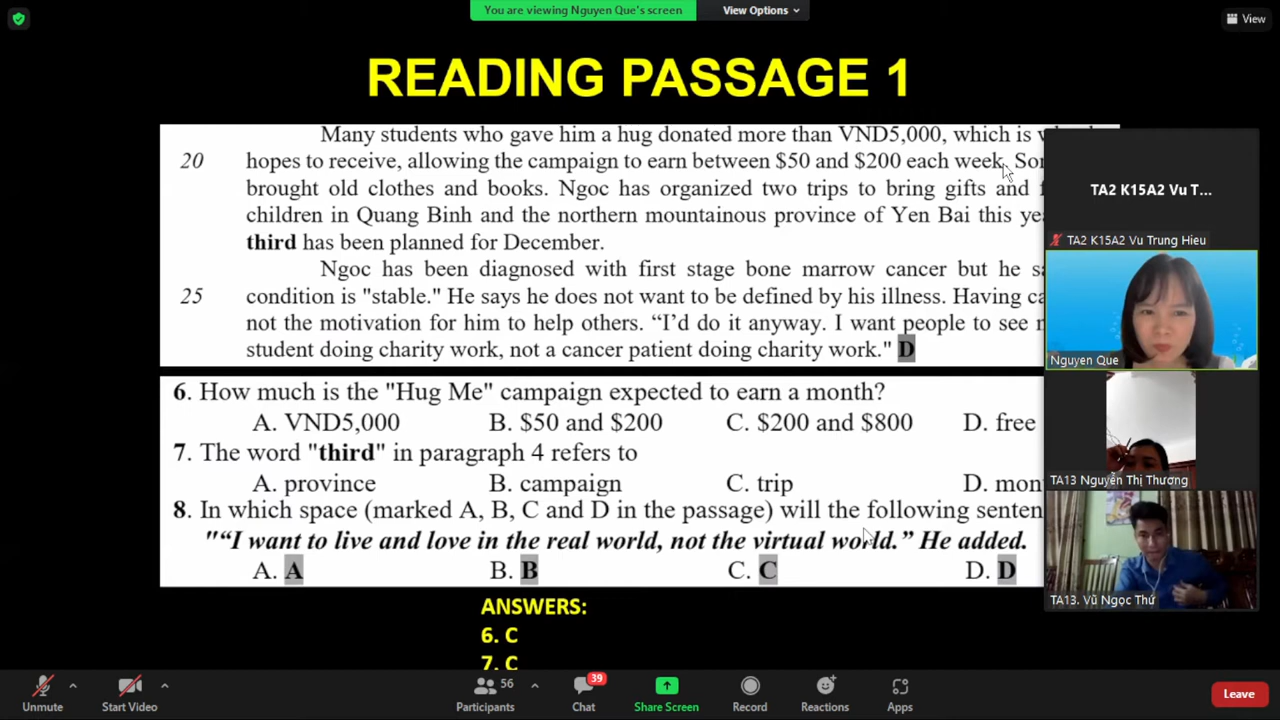 You are viewing Nguyen Que's screen
View Options
View
READING PASSAGE 1
Many students who gave him a hug donated more than VND5,000, which is
20 hopes to receive, allowing the campaign to earn between $50 and $200 each week.
brought old clothes and books. Ngoc has organized two trips to bring gifts and
children in Quang Binh and the northern mountainous province of Yen Bai this
third has been planned for December.
Ngoc has been diagnosed with first stage bone marrow cancer but he
25 condition is "stable." He says he does not want to be defined by his illness. Having
not the motivation for him to help others. “I’d do it anyway. I want people to see
student doing charity work, not a cancer patient doing charity work." D
6. How much is the "Hug Me" campaign expected to earn a month?
A. VND5,000 B. $50 and $200 C. $200 and $800 D. free
7. The word "third" in paragraph 4 refers to
A. province B. campaign C. trip D.
8. In which space (marked A, B, C and D in the passage) will the following
"“I want to live and love in the real world, not the virtual world.” He added.
A. A B. B C. C D. D
ANSWERS:
6. C
7. C
TA2 K15A2 Vu T...
TA2 K15A2 Vu Trung Hieu
Nguyen Que
TA13 Nguyễn Thị Thương
TA13. Vũ Ngọc Thứ
Unmute
Start Video
56
Participants
39
Chat
Share Screen
Record
Reactions
Apps
Leave